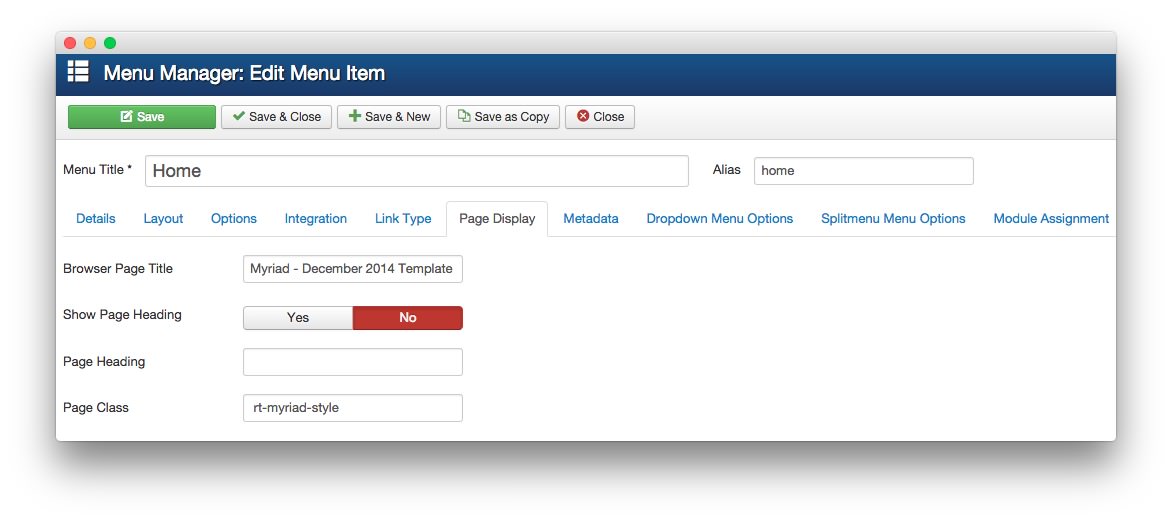 Menu Manager: Edit Menu Item
Save Save & Close Save & New Save as Copy Close
Menu Title * Home Alias home
Details Layout Options Integration Link Type Page Display Metadata Dropdown Menu Options Splitmenu Menu Options Module Assignment
Browser Page Title Myriad - December 2014 Template
Show Page Heading Yes No
Page Heading
Page Class rt-myriad-style